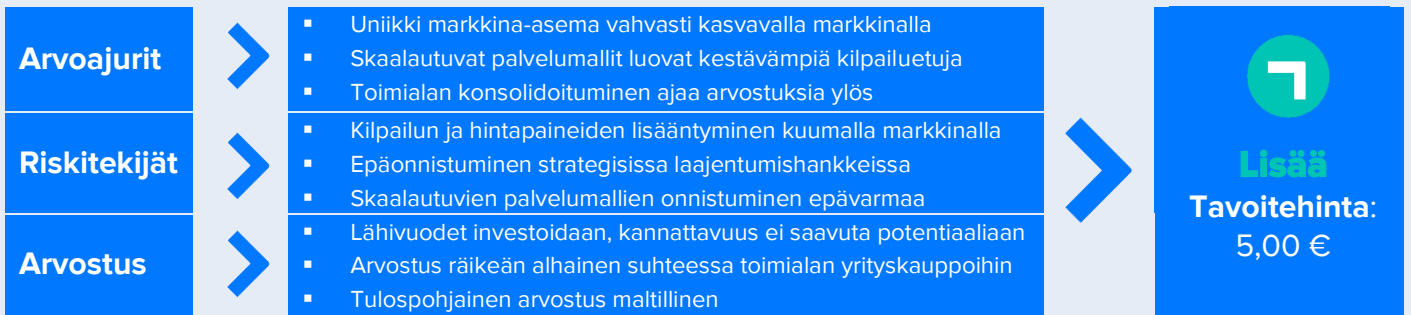 Arvoajurit
▪ Uniikki markkina-asema vahvasti kasvavalla markkinalla
▪ Skaalautuvat palvelumallit luovat kestävämpiä kilpailuetuja
▪ Toimialan konsolidoituminen ajaa arvostuksia ylös
Riskitekijät
▪ Kilpailun ja hintapaineiden lisääntyminen kuumalla markkinalla
▪ Epäonnistuminen strategisissa laajentumishankkeissa
▪ Skaalautuvien palvelumallien onnistuminen epävarmaa
Arvostus
▪ Lähivuodet investoidaan, kannattavuus ei saavuta potentiaaliaan
▪ Arvostus räikeän alhainen suhteessa toimialan yrityskauppoihin
▪ Tulospohjainen arvostus maltillinen
Lisää
Tavoitehinta:
5,00 €